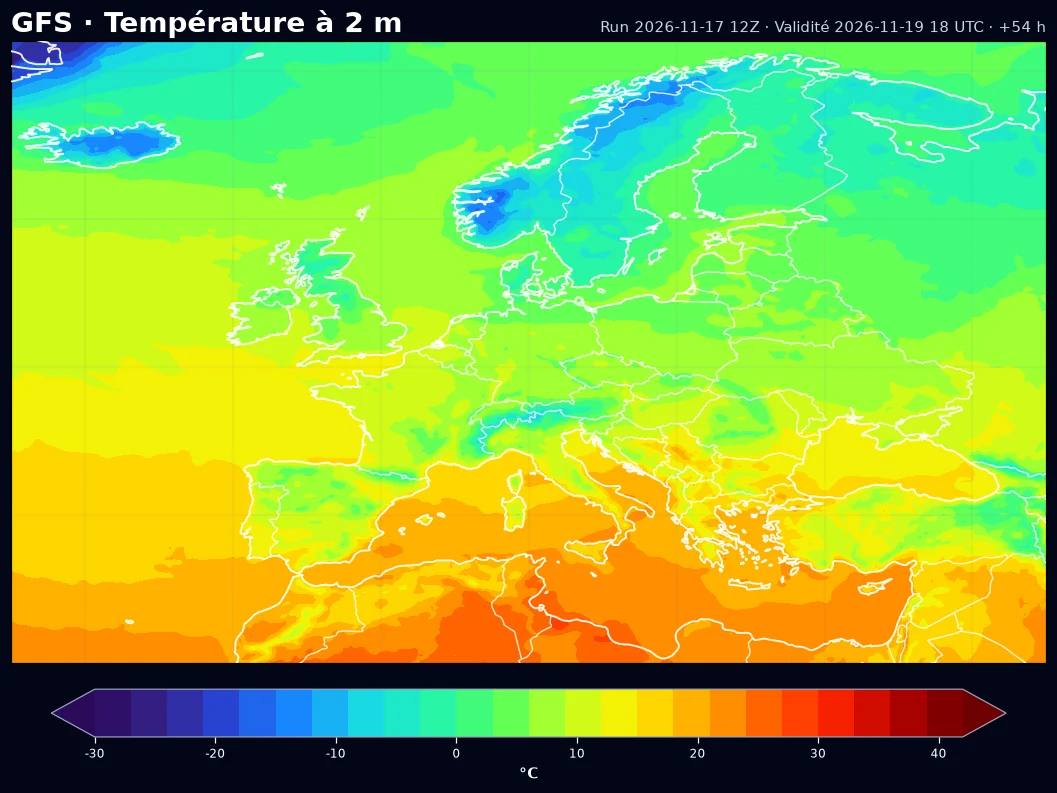 GFS · Température à 2 m
Run 2026-11-17 12Z · Validité 2026-11-19 18 UTC · +54 h
-30 -20 -10 0 10 20 30 40
°C